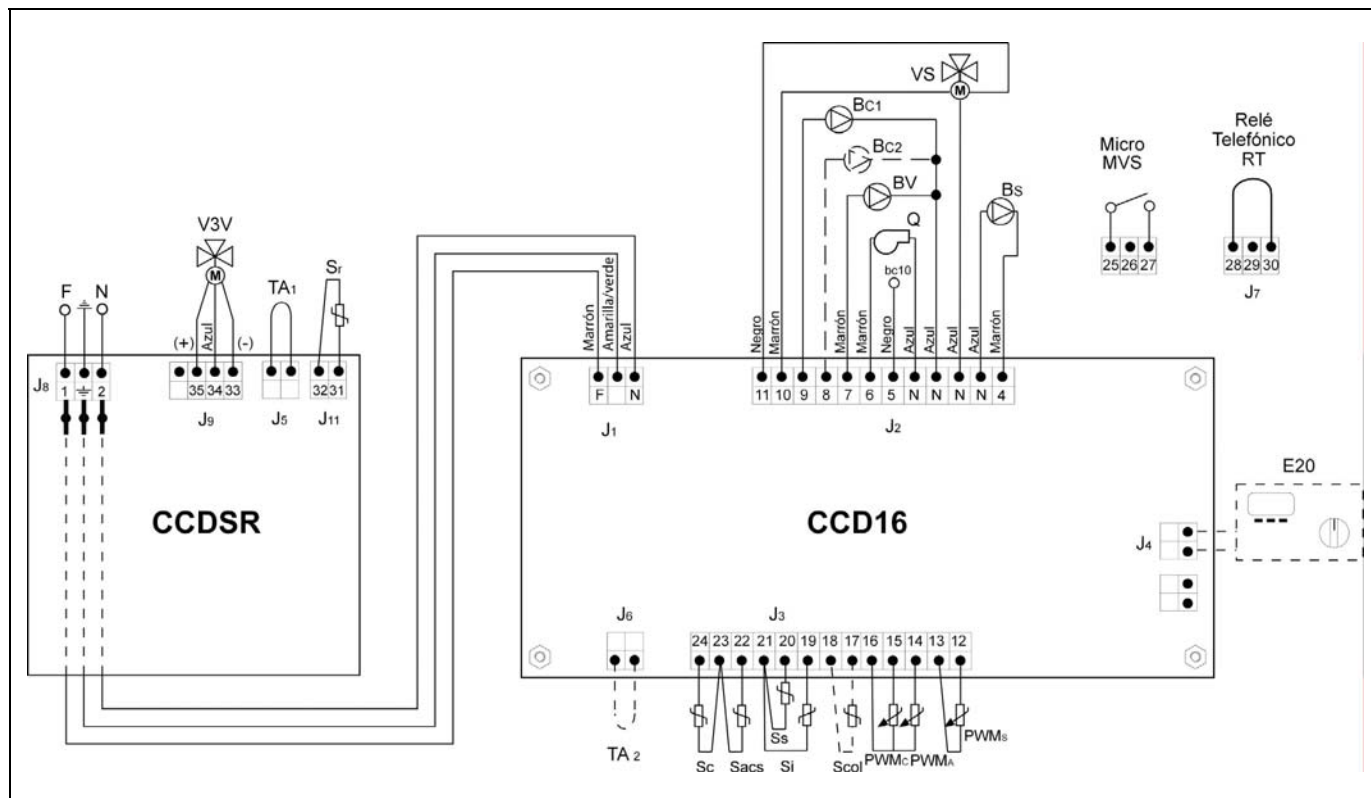 VS
BC1
BC2
BV
Q
bc10
BS
Micro
MVS
Relé
Telefónico
RT
25 26 27
28 29 30
J7
V3V
F
N
(+)
Azul
(-)
TA1
Sr
J8
1
2
35 34 33
32 31
J9
J5
J11
CCDSR
Marrón
Amarilla/verde
Azul
F
N
J1
Negro
Marrón
Marrón
Marrón
Negro
Azul
Azul
Azul
Azul
Marrón
11 10 9 8 7 6 5 N N N N 4
J2
CCD16
E20
J4
J6
J3
24 23 22 21 20 19 18 17 16 15 14 13 12
TA 2
Sc
Sacs
Ss
Si
Scol
PWMC
PWMA
PWMS